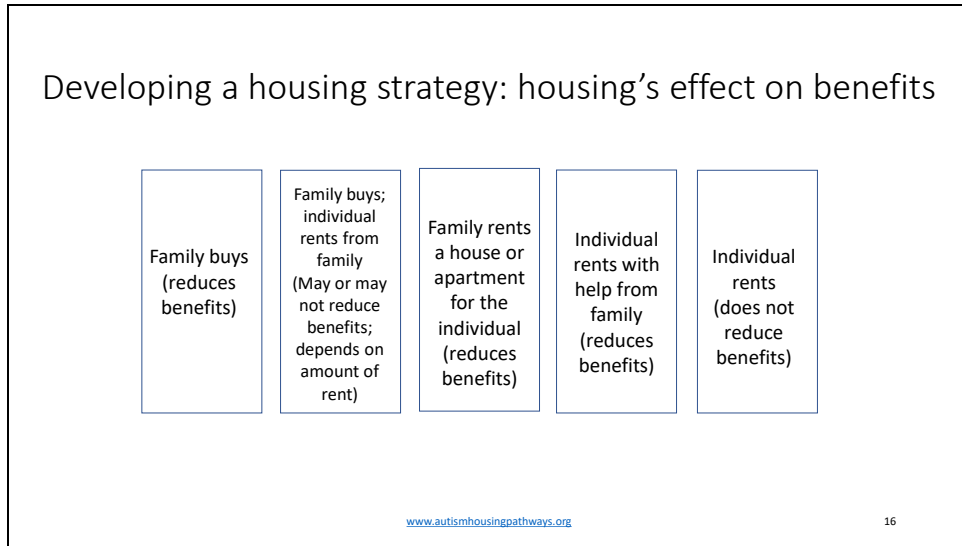 Developing a housing strategy: housing’s effect on benefits
Family buys
(reduces
benefits)
Family buys;
individual
rents from
family
(May or may
not reduce
benefits;
depends on
amount of
rent)
Family rents
a house or
apartment
for the
individual
(reduces
benefits)
Individual
rents with
help from
family
(reduces
benefits)
Individual
rents
(does not
reduce
benefits)
www.autismhousingpathways.org
16